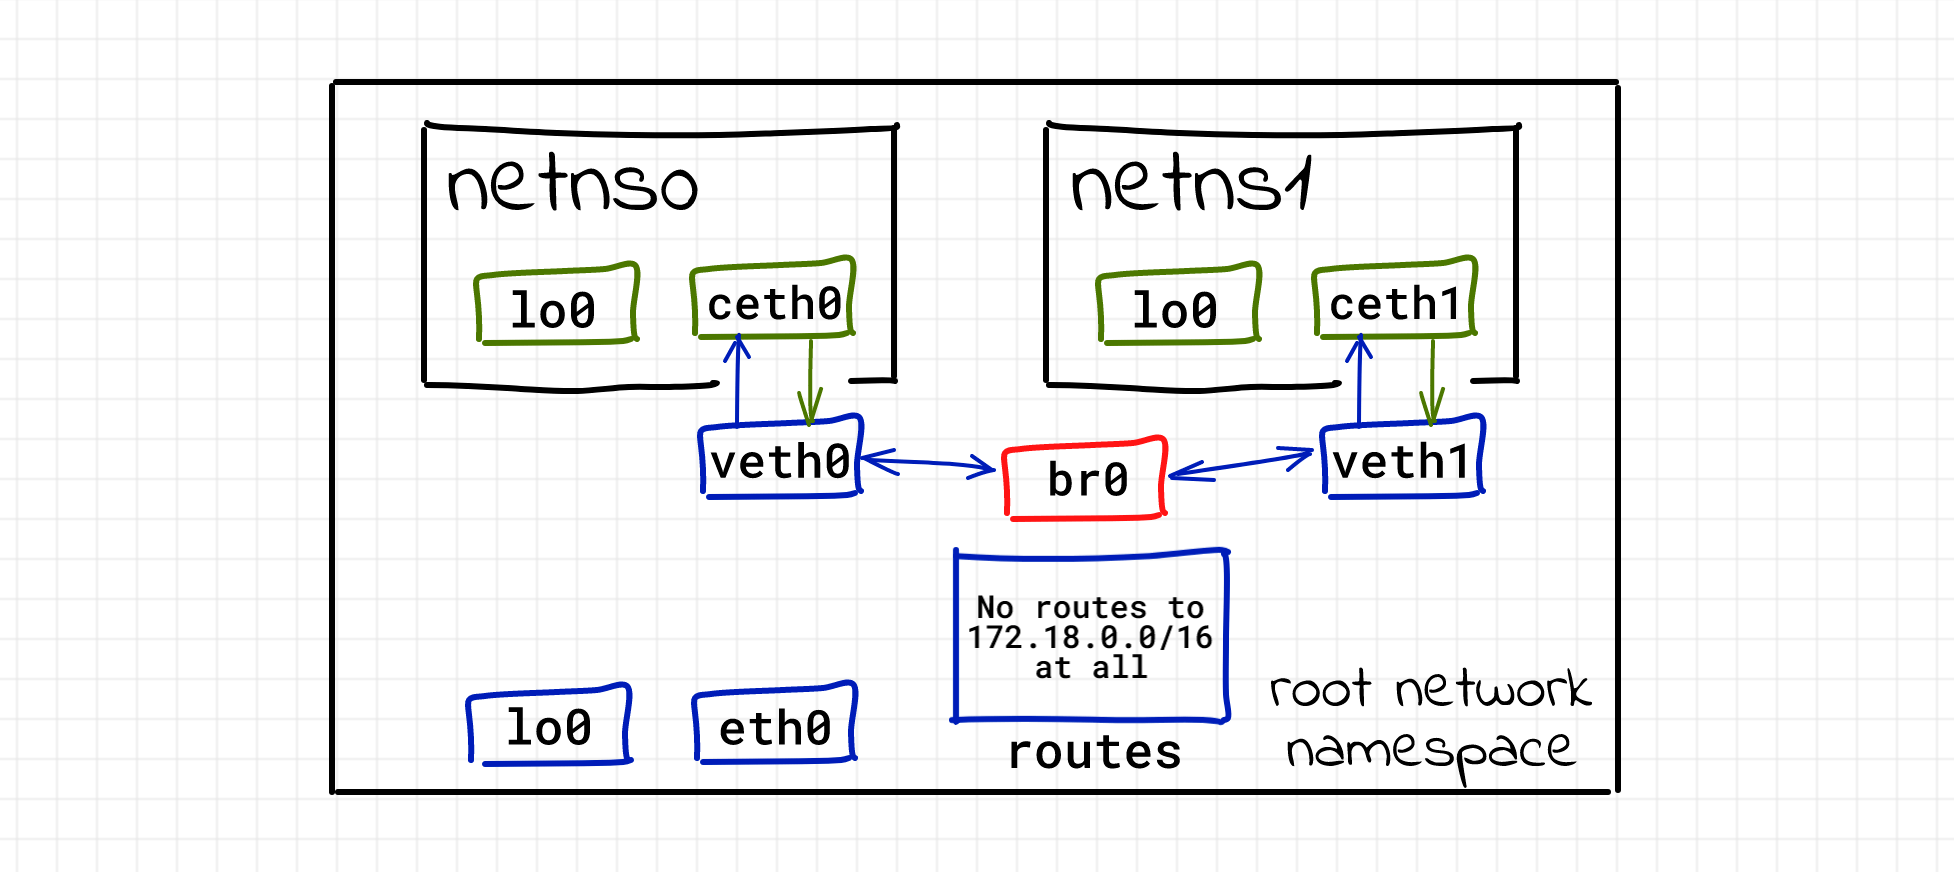 netns0
netns1
lo0
ceth0
lo0
ceth1
veth0
br0
veth1
No routes to
172.18.0.0/16
at all
lo0
eth0
routes
root network
namespace